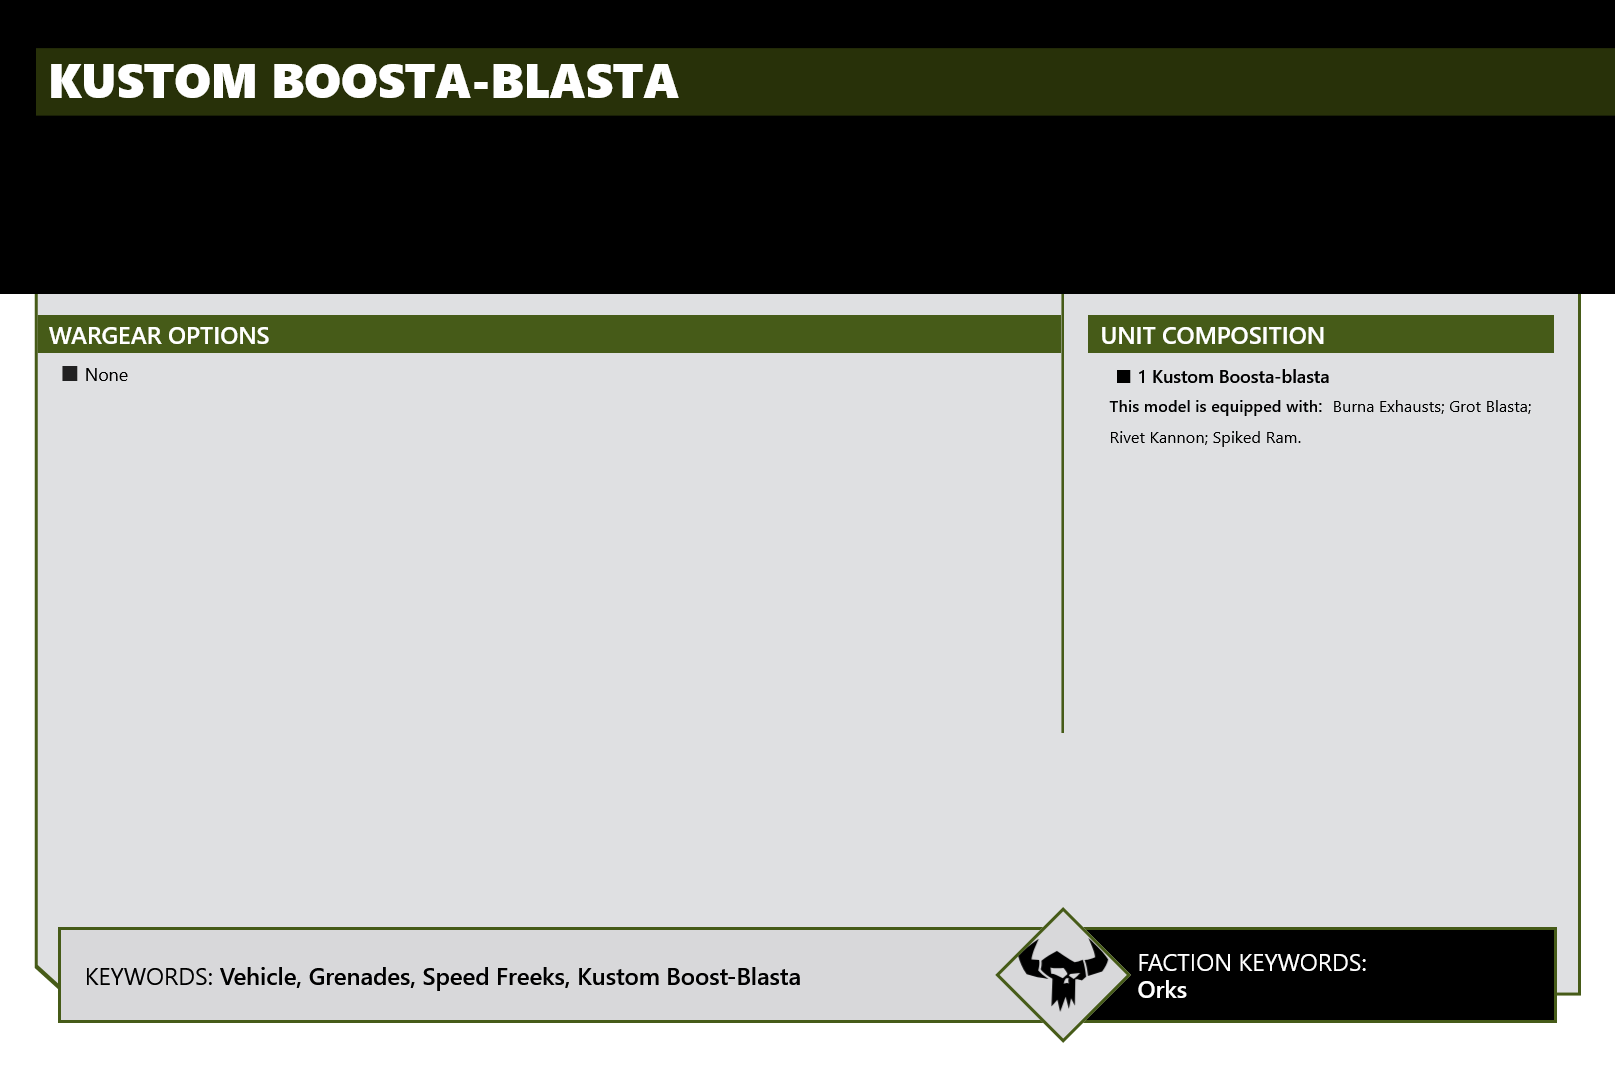 KUSTOM BOOSTA-BLASTA
WARGEAR OPTIONS
■ None
UNIT COMPOSITION
■ 1 Kustom Boosta-blasta
This model is equipped with: Burna Exhausts; Grot Blasta;
Rivet Kannon; Spiked Ram.
KEYWORDS: Vehicle, Grenades, Speed Freeks, Kustom Boost-Blasta
FACTION KEYWORDS:
Orks